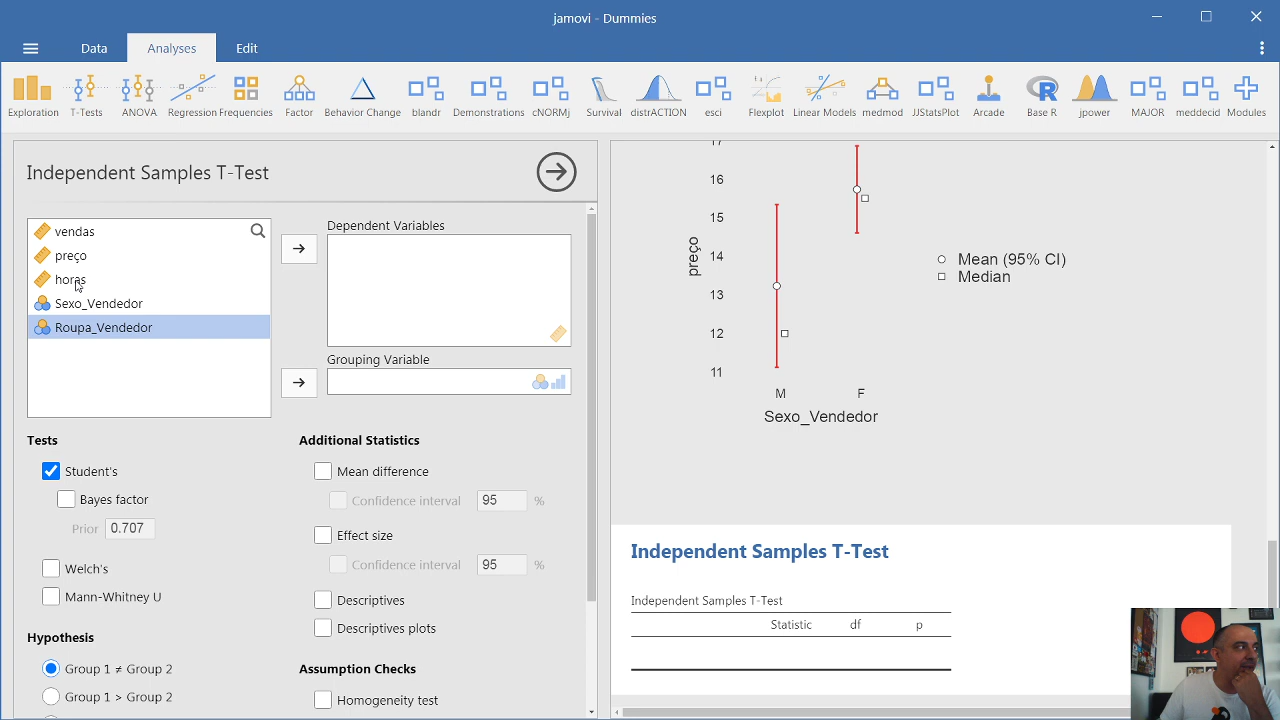 jamovi - Dummies
Data
Analyses
Edit
Exploration
T-Tests
ANOVA
Regression
Frequencies
rFactor
Behavior Change
blandr
Demonstrations
cNORMj
Survival
distrACTION
esci
Flexplot
Linear Models
medmod
JJStatsPlot
Arcade
R
Base R
jpower
MAJOR
meddecid
Modules
Independent Samples T-Test
vendas
preço
horas
Sexo_Vendedor
Roupa_Vendedor
Dependent Variables
Grouping Variable
Tests
Student's
Bayes factor
Prior 0.707
Welch's
Mann-Whitney U
Hypothesis
Group 1 ≠ Group 2
Group 1 > Group 2
Additional Statistics
Mean difference
Confidence interval 95 %
Effect size
Confidence interval 95 %
Descriptives
Descriptives plots
Assumption Checks
Homogeneity test
17
16
15
14
13
12
11
preço
M F
Sexo_Vendedor
Mean (95% CI)
Median
Independent Samples T-Test
Independent Samples T-Test
Statistic df p